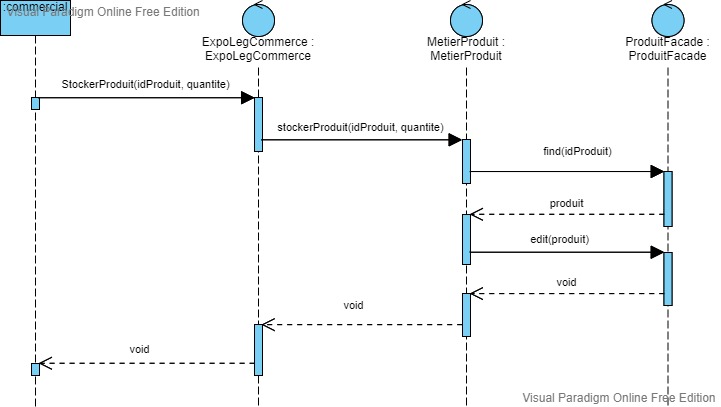 :commercial
Visual Paradigm Online Free Edition
ExpoLegCommerce :
ExpoLegCommerce
MetierProduit :
MetierProduit
ProduitFacade :
ProduitFacade
StockerProduit(idProduit, quantite)
stockerProduit(idProduit, quantite)
find(idProduit)
produit
edit(produit)
void
void
void
Visual Paradigm Online Free Edition